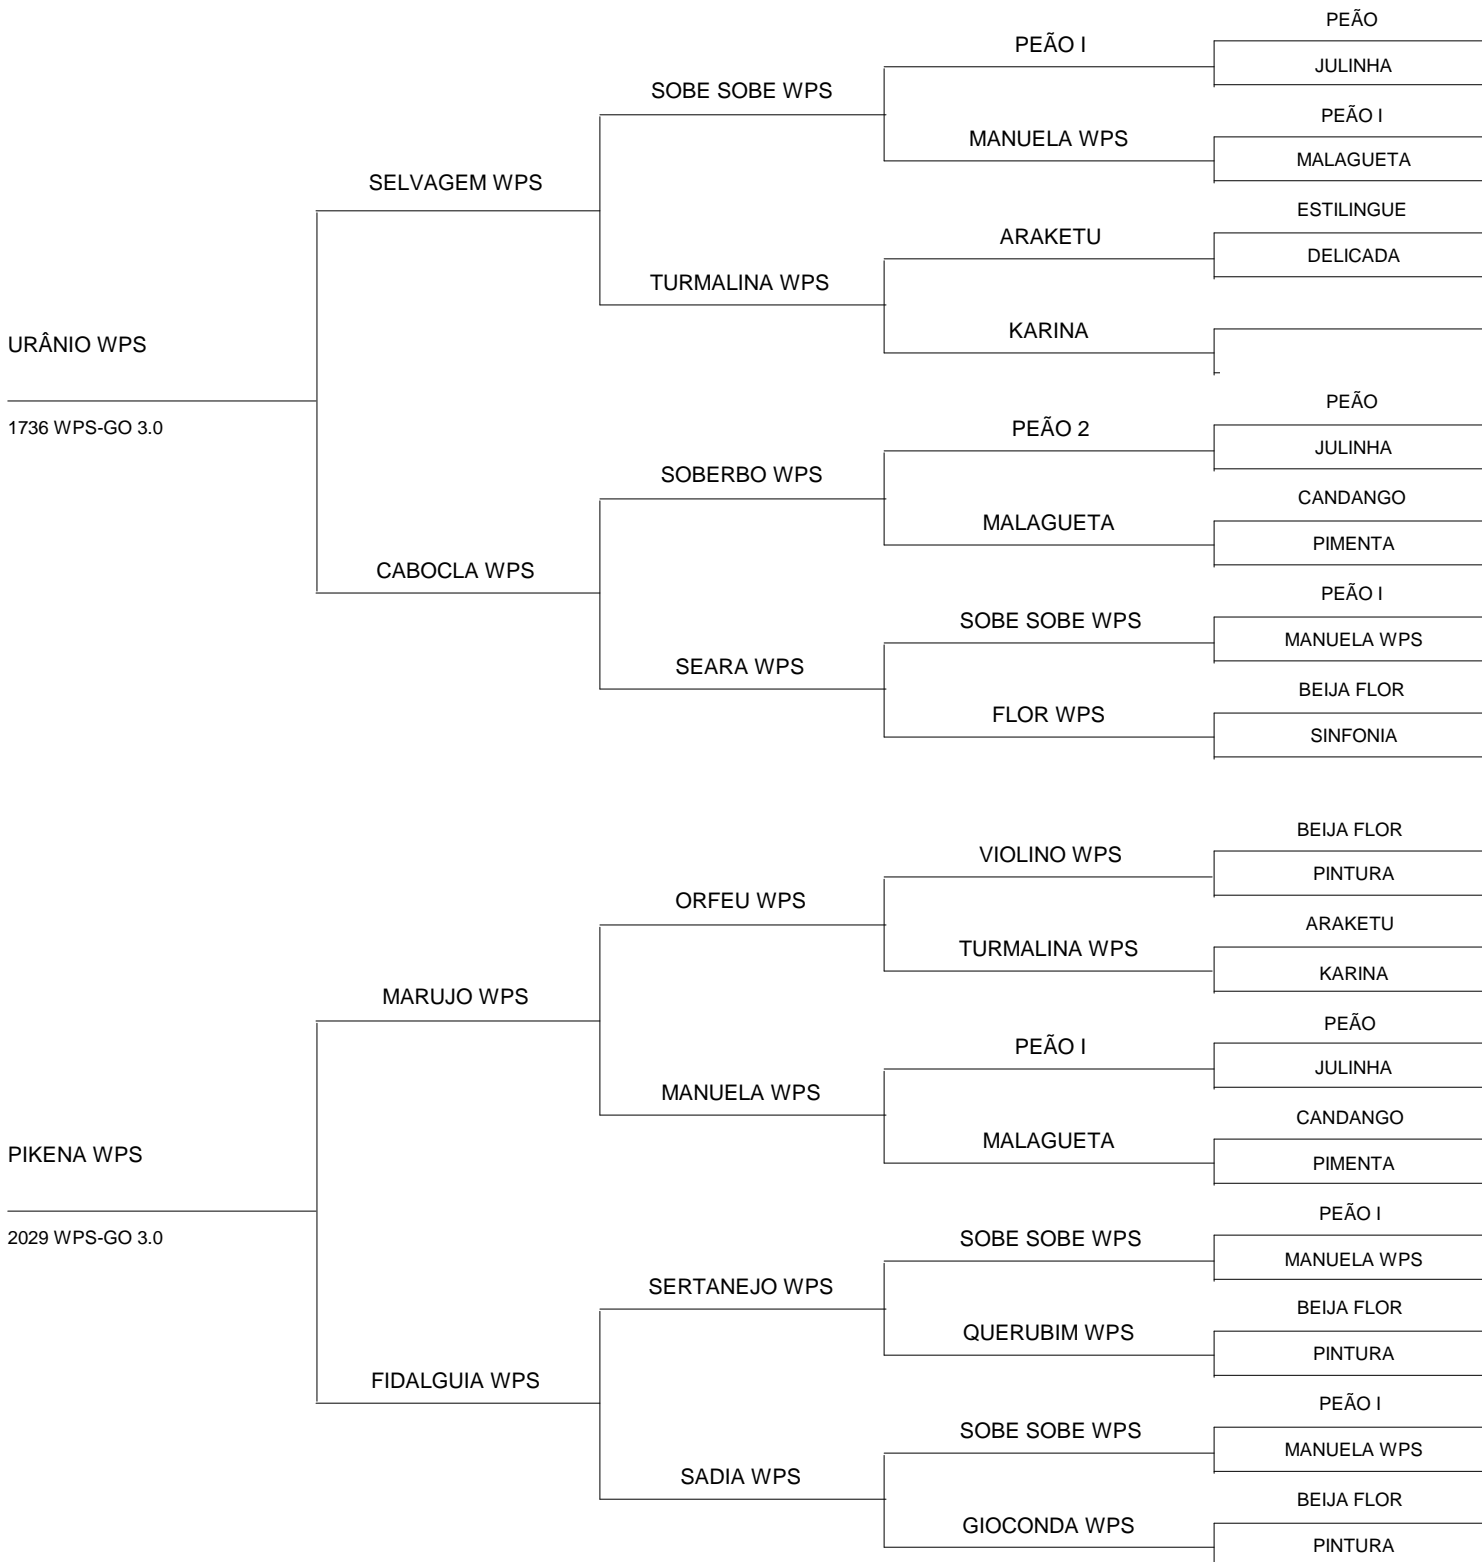 PEÃO
PEÃO I
JULINHA
SOBE SOBE WPS
PEÃO I
MANUELA WPS
MALAGUETA
SELVAGEM WPS
ESTILINGUE
ARAKETU
DELICADA
TURMALINA WPS
KARINA
URÂNIO WPS
PEÃO
1736 WPS-GO 3.0
PEÃO 2
JULINHA
SOBERBO WPS
CANDANGO
MALAGUETA
PIMENTA
CABOCLA WPS
PEÃO I
SOBE SOBE WPS
MANUELA WPS
SEARA WPS
BEIJA FLOR
FLOR WPS
SINFONIA
BEIJA FLOR
VIOLINO WPS
PINTURA
ORFEU WPS
ARAKETU
TURMALINA WPS
KARINA
MARUJO WPS
PEÃO
PEÃO I
JULINHA
MANUELA WPS
CANDANGO
MALAGUETA
PIKENA WPS
PIMENTA
PEÃO I
2029 WPS-GO 3.0
SOBE SOBE WPS
MANUELA WPS
SERTANEJO WPS
BEIJA FLOR
QUERUBIM WPS
PINTURA
FIDALGUIA WPS
PEÃO I
SOBE SOBE WPS
MANUELA WPS
SADIA WPS
BEIJA FLOR
GIOCONDA WPS
PINTURA